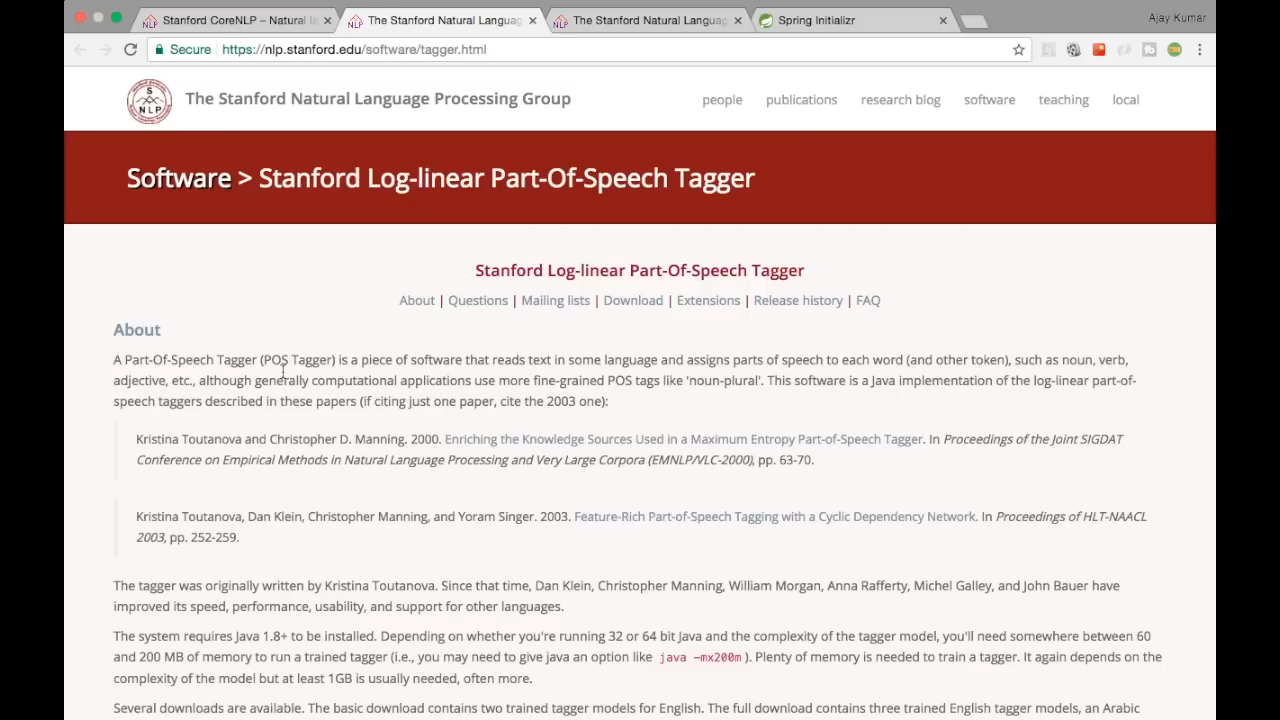 Stanford CoreNLP – Natural la
The Stanford Natural Languag
The Stanford Natural Languag
Spring Initializr
Ajay Kumar
Secure https://nlp.stanford.edu/software/tagger.html
S
NLP
The Stanford Natural Language Processing Group
people publications research blog software teaching local
Software > Stanford Log-linear Part-Of-Speech Tagger
Stanford Log-linear Part-Of-Speech Tagger
About | Questions | Mailing lists | Download | Extensions | Release history | FAQ
About
A Part-Of-Speech Tagger (POS Tagger) is a piece of software that reads text in some language and assigns parts of speech to each word (and other token), such as noun, verb,
adjective, etc., although generally computational applications use more fine-grained POS tags like 'noun-plural'. This software is a Java implementation of the log-linear part-of-
speech taggers described in these papers (if citing just one paper, cite the 2003 one):
Kristina Toutanova and Christopher D. Manning. 2000. Enriching the Knowledge Sources Used in a Maximum Entropy Part-of-Speech Tagger. In Proceedings of the Joint SIGDAT
Conference on Empirical Methods in Natural Language Processing and Very Large Corpora (EMNLP/VLC-2000), pp. 63-70.
Kristina Toutanova, Dan Klein, Christopher Manning, and Yoram Singer. 2003. Feature-Rich Part-of-Speech Tagging with a Cyclic Dependency Network. In Proceedings of HLT-NAACL
2003, pp. 252-259.
The tagger was originally written by Kristina Toutanova. Since that time, Dan Klein, Christopher Manning, William Morgan, Anna Rafferty, Michel Galley, and John Bauer have
improved its speed, performance, usability, and support for other languages.
The system requires Java 1.8+ to be installed. Depending on whether you're running 32 or 64 bit Java and the complexity of the tagger model, you'll need somewhere between 60
and 200 MB of memory to run a trained tagger (i.e., you may need to give java an option like java -mx200m ). Plenty of memory is needed to train a tagger. It again depends on the
complexity of the model but at least 1GB is usually needed, often more.
Several downloads are available. The basic download contains two trained tagger models for English. The full download contains three trained English tagger models, an Arabic